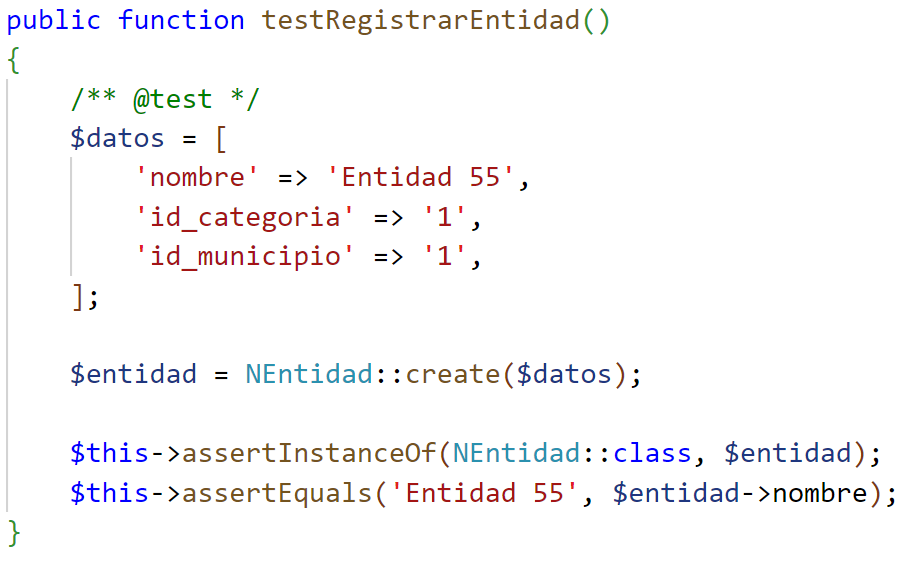 public function testRegistrarEntidad()
{
    /** @test */
    $datos = [
        'nombre' => 'Entidad 55',
        'id_categoria' => '1',
        'id_municipio' => '1',
    ];

    $entidad = NEntidad::create($datos);

    $this->assertInstanceOf(NEntidad::class, $entidad);
    $this->assertEquals('Entidad 55', $entidad->nombre);
}